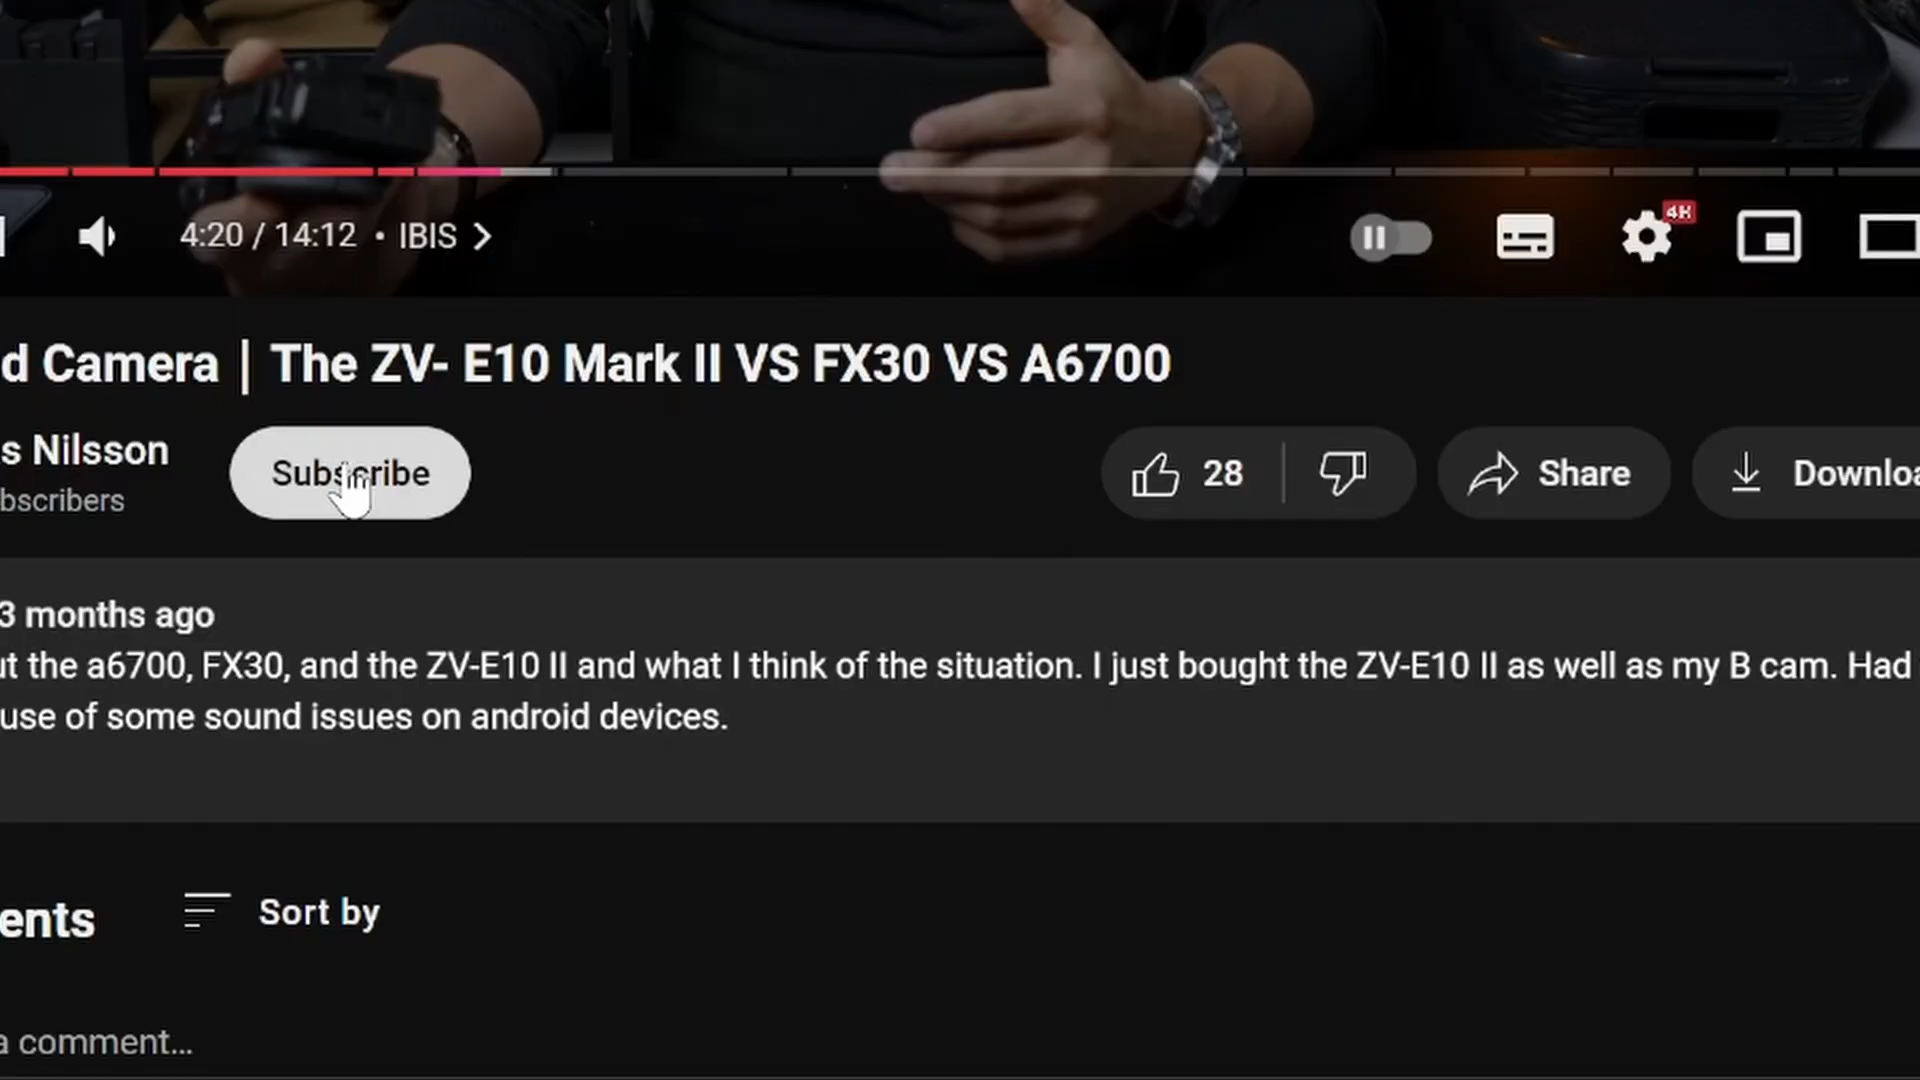 4:20 / 14:12 • IBIS
4K
d Camera | The ZV- E10 Mark II VS FX30 VS A6700
s Nilsson
bscribers
Subscribe
28
Share
Downloa
3 months ago
ut the a6700, FX30, and the ZV-E10 II and what I think of the situation. I just bought the ZV-E10 II as well as my B cam. Had
use of some sound issues on android devices.
ents
Sort by
a comment...